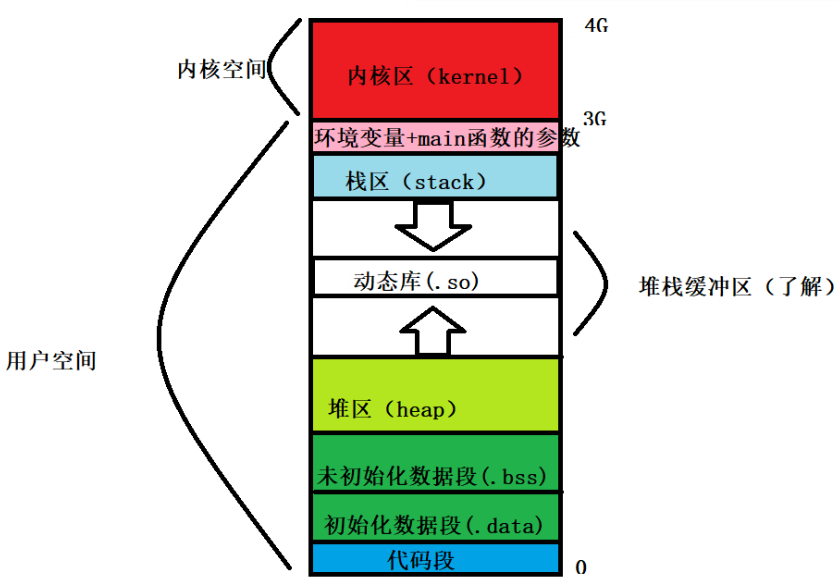 4G
内核空间
内核区（kernel）
3G
环境变量+main函数的参数
栈区（stack）
动态库(.so)
堆栈缓冲区（了解）
用户空间
堆区（heap）
未初始化数据段(.bss)
初始化数据段(.data)
代码段
0